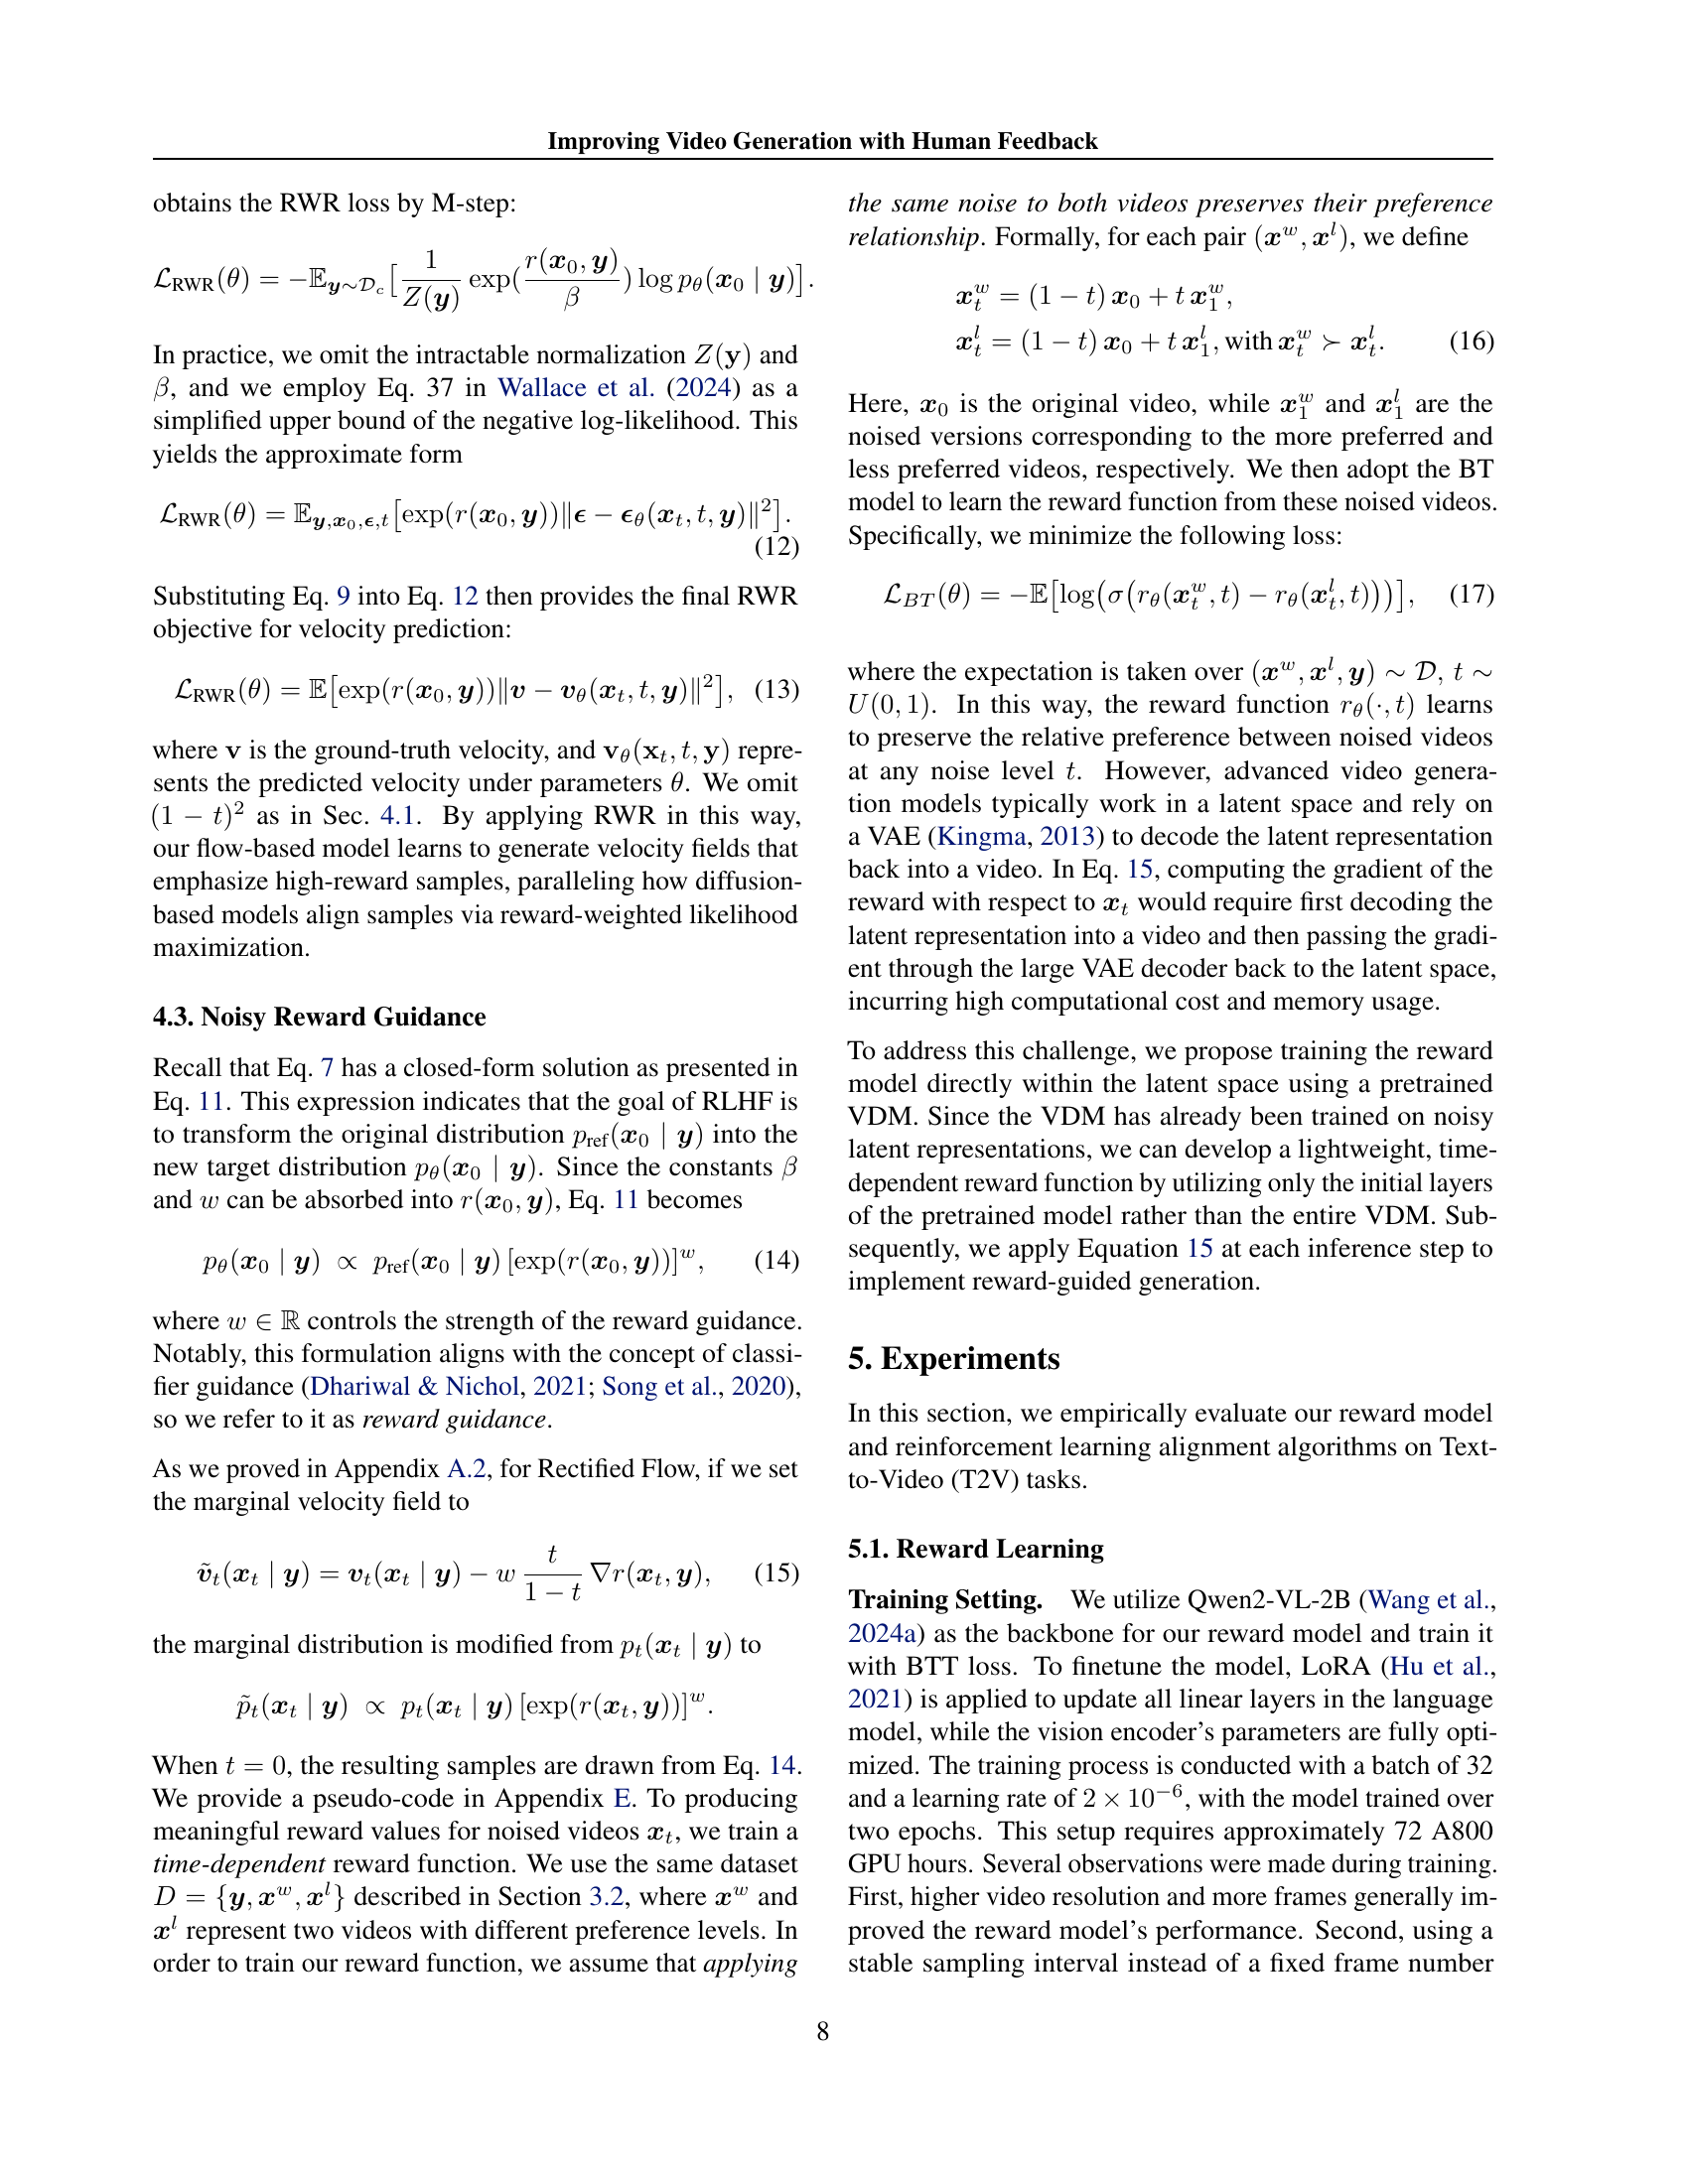 Improving Video Generation with Human Feedback
obtains the RWR loss by M-step:
$\mathcal{L}_{\text{RWR}}(\theta) = -\mathbb{E}_{\boldsymbol{y}\sim\mathcal{D}_c}\big[\frac{1}{Z(\boldsymbol{y})}\exp(\frac{r(\boldsymbol{x}_0,\boldsymbol{y})}{\beta})\log p_\theta(\boldsymbol{x}_0 \mid \boldsymbol{y})\big].$
In practice, we omit the intractable normalization $Z(\mathbf{y})$ and
$\beta$, and we employ Eq. 37 in Wallace et al. (2024) as a
simplified upper bound of the negative log-likelihood. This
yields the approximate form
$\mathcal{L}_{\text{RWR}}(\theta) = \mathbb{E}_{\boldsymbol{y},\boldsymbol{x}_0,\boldsymbol{\epsilon},t}\big[\exp(r(\boldsymbol{x}_0,\boldsymbol{y}))\|\boldsymbol{\epsilon} - \boldsymbol{\epsilon}_\theta(\boldsymbol{x}_t,t,\boldsymbol{y})\|^2\big].$
(12)
Substituting Eq. 9 into Eq. 12 then provides the final RWR
objective for velocity prediction:
$\mathcal{L}_{\text{RWR}}(\theta) = \mathbb{E}\big[\exp(r(\boldsymbol{x}_0,\boldsymbol{y}))\|\boldsymbol{v} - \boldsymbol{v}_\theta(\boldsymbol{x}_t,t,\boldsymbol{y})\|^2\big],$ (13)
where $\mathbf{v}$ is the ground-truth velocity, and $\mathbf{v}_\theta(\mathbf{x}_t,t,\mathbf{y})$ repre-
sents the predicted velocity under parameters $\theta$. We omit
$(1-t)^2$ as in Sec. 4.1. By applying RWR in this way,
our flow-based model learns to generate velocity fields that
emphasize high-reward samples, paralleling how diffusion-
based models align samples via reward-weighted likelihood
maximization.
4.3. Noisy Reward Guidance
Recall that Eq. 7 has a closed-form solution as presented in
Eq. 11. This expression indicates that the goal of RLHF is
to transform the original distribution $p_{\text{ref}}(\boldsymbol{x}_0 \mid \boldsymbol{y})$ into the
new target distribution $p_\theta(\boldsymbol{x}_0 \mid \boldsymbol{y})$. Since the constants $\beta$
and $w$ can be absorbed into $r(\boldsymbol{x}_0,\boldsymbol{y})$, Eq. 11 becomes
$p_\theta(\boldsymbol{x}_0 \mid \boldsymbol{y}) \propto p_{\text{ref}}(\boldsymbol{x}_0 \mid \boldsymbol{y})\,[\exp(r(\boldsymbol{x}_0,\boldsymbol{y}))]^w,$ (14)
where $w \in \mathbb{R}$ controls the strength of the reward guidance.
Notably, this formulation aligns with the concept of classi-
fier guidance (Dhariwal & Nichol, 2021; Song et al., 2020),
so we refer to it as reward guidance.
As we proved in Appendix A.2, for Rectified Flow, if we set
the marginal velocity field to
$\tilde{\boldsymbol{v}}_t(\boldsymbol{x}_t \mid \boldsymbol{y}) = \boldsymbol{v}_t(\boldsymbol{x}_t \mid \boldsymbol{y}) - w\,\frac{t}{1-t}\,\nabla r(\boldsymbol{x}_t,\boldsymbol{y}),$ (15)
the marginal distribution is modified from $p_t(\boldsymbol{x}_t \mid \boldsymbol{y})$ to
$\tilde{p}_t(\boldsymbol{x}_t \mid \boldsymbol{y}) \propto p_t(\boldsymbol{x}_t \mid \boldsymbol{y})\,[\exp(r(\boldsymbol{x}_t,\boldsymbol{y}))]^w.$
When $t = 0$, the resulting samples are drawn from Eq. 14.
We provide a pseudo-code in Appendix E. To producing
meaningful reward values for noised videos $\boldsymbol{x}_t$, we train a
time-dependent reward function. We use the same dataset
$D = \{\boldsymbol{y},\boldsymbol{x}^w,\boldsymbol{x}^l\}$ described in Section 3.2, where $\boldsymbol{x}^w$ and
$\boldsymbol{x}^l$ represent two videos with different preference levels. In
order to train our reward function, we assume that applying
the same noise to both videos preserves their preference
relationship. Formally, for each pair $(\boldsymbol{x}^w,\boldsymbol{x}^l)$, we define
$\boldsymbol{x}_t^w = (1-t)\,\boldsymbol{x}_0 + t\,\boldsymbol{x}_1^w,$
$\boldsymbol{x}_t^l = (1-t)\,\boldsymbol{x}_0 + t\,\boldsymbol{x}_1^l, \text{with}\, \boldsymbol{x}_t^w \succ \boldsymbol{x}_t^l.$ (16)
Here, $\boldsymbol{x}_0$ is the original video, while $\boldsymbol{x}_1^w$ and $\boldsymbol{x}_1^l$ are the
noised versions corresponding to the more preferred and
less preferred videos, respectively. We then adopt the BT
model to learn the reward function from these noised videos.
Specifically, we minimize the following loss:
$\mathcal{L}_{BT}(\theta) = -\mathbb{E}\big[\log\big(\sigma\big(r_\theta(\boldsymbol{x}_t^w,t) - r_\theta(\boldsymbol{x}_t^l,t)\big)\big)\big],$ (17)
where the expectation is taken over $(\boldsymbol{x}^w,\boldsymbol{x}^l,\boldsymbol{y}) \sim \mathcal{D}$, $t \sim$
$U(0,1)$. In this way, the reward function $r_\theta(\cdot,t)$ learns
to preserve the relative preference between noised videos
at any noise level $t$. However, advanced video genera-
tion models typically work in a latent space and rely on
a VAE (Kingma, 2013) to decode the latent representation
back into a video. In Eq. 15, computing the gradient of the
reward with respect to $\boldsymbol{x}_t$ would require first decoding the
latent representation into a video and then passing the gradi-
ent through the large VAE decoder back to the latent space,
incurring high computational cost and memory usage.
To address this challenge, we propose training the reward
model directly within the latent space using a pretrained
VDM. Since the VDM has already been trained on noisy
latent representations, we can develop a lightweight, time-
dependent reward function by utilizing only the initial layers
of the pretrained model rather than the entire VDM. Sub-
sequently, we apply Equation 15 at each inference step to
implement reward-guided generation.
5. Experiments
In this section, we empirically evaluate our reward model
and reinforcement learning alignment algorithms on Text-
to-Video (T2V) tasks.
5.1. Reward Learning
Training Setting. We utilize Qwen2-VL-2B (Wang et al.,
2024a) as the backbone for our reward model and train it
with BTT loss. To finetune the model, LoRA (Hu et al.,
2021) is applied to update all linear layers in the language
model, while the vision encoder's parameters are fully opti-
mized. The training process is conducted with a batch of 32
and a learning rate of $2 \times 10^{-6}$, with the model trained over
two epochs. This setup requires approximately 72 A800
GPU hours. Several observations were made during training.
First, higher video resolution and more frames generally im-
proved the reward model's performance. Second, using a
stable sampling interval instead of a fixed frame number
8